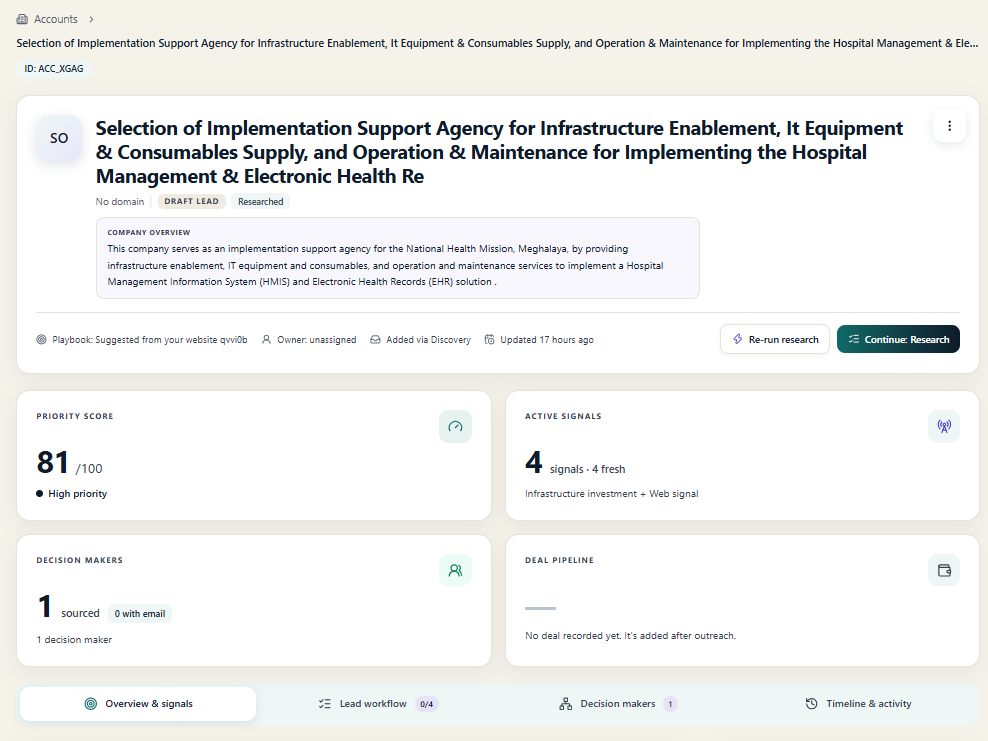 Accounts
Selection of Implementation Support Agency for Infrastructure Enablement, It Equipment & Consumables Supply, and Operation & Maintenance for Implementing the Hospital Management & Ele...
ID: ACC_XGAG
SO
Selection of Implementation Support Agency for Infrastructure Enablement, It Equipment
& Consumables Supply, and Operation & Maintenance for Implementing the Hospital
Management & Electronic Health Re
No domain
DRAFT LEAD
Researched
COMPANY OVERVIEW
This company serves as an implementation support agency for the National Health Mission, Meghalaya, by providing
infrastructure enablement, IT equipment and consumables, and operation and maintenance services to implement a Hospital
Management Information System (HMIS) and Electronic Health Records (EHR) solution .
Playbook: Suggested from your website qvvi0b
Owner: unassigned
Added via Discovery
Updated 17 hours ago
Re-run research
Continue: Research
PRIORITY SCORE
81 /100
High priority
ACTIVE SIGNALS
4 signals · 4 fresh
Infrastructure investment + Web signal
DECISION MAKERS
1 sourced 0 with email
1 decision maker
DEAL PIPELINE
—
No deal recorded yet. It's added after outreach.
Overview & signals
Lead workflow 0/4
Decision makers 1
Timeline & activity